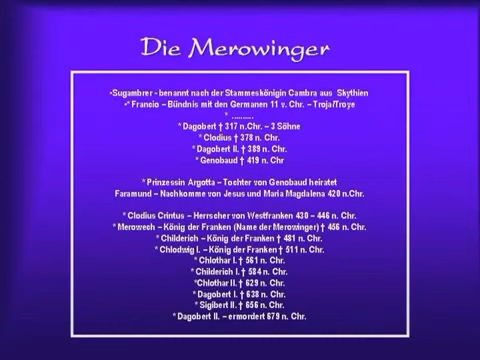 Die Merowinger
•Sugambrer - benannt nach der Stammeskönigin Cambra aus Skythien
•* Francio – Bündnis mit den Germanen 11 v. Chr. – Troja/Troye
* ..........
* Dagobert † 317 n.Chr. – 3 Söhne
* Clodius † 378 n. Chr.
* Dagobert II. † 389 n. Chr.
* Genobaud † 419 n. Chr
* Prinzessin Argotta – Tochter von Genobaud heiratet
Faramund – Nachkomme von Jesus und Maria Magdalena 420 n.Chr.
* Clodius Crintus – Herrscher von Westfranken 430 – 446 n. Chr.
* Merowech – König der Franken (Name der Merowinger) † 456 n. Chr.
* Childerich – König der Franken † 481 n. Chr.
* Chlodwig I. – König der Franken † 511 n. Chr.
* Chlothar I. † 561 n. Chr.
* Childerich I. † 584 n. Chr.
*Chlothar II. † 629 n. Chr.
* Dagobert I. † 638 n. Chr.
* Sigibert II. † 656 n. Chr.
* Dagobert II. – ermordert 679 n. Chr.